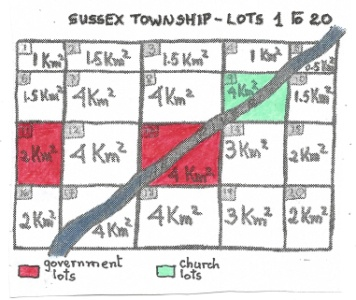 SUSSEX TOWNSHIP - LOTS 1 TO 20
1 2 3 4 5
1 Km² 1.5 Km² 1.5 Km² 1 Km² 0.5 Km²
6 7 8 9 10
1.5 Km² 4 Km² 4 Km² 4 Km² 1.5 Km²
11 12 13 14 15
2 Km² 4 Km² 4 Km² 3 Km² 2 Km²
16 17 18 19 20
2 Km² 4 Km² 4 Km² 3 Km² 2 Km²
government church
lots lots